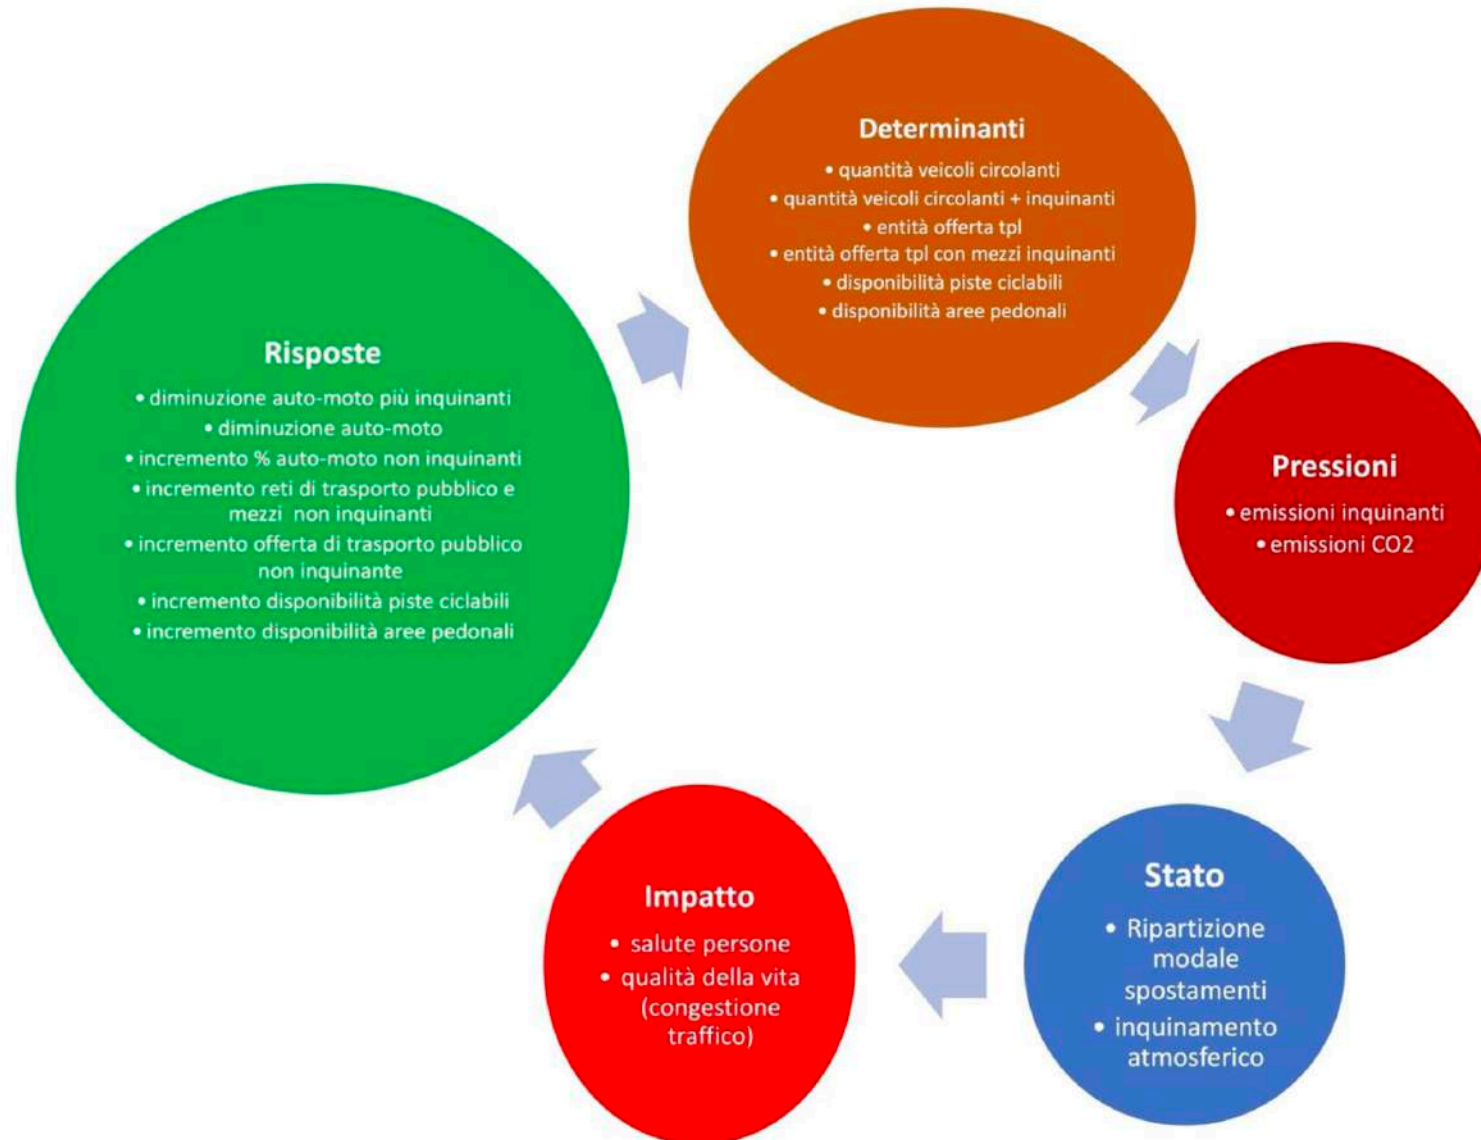 Determinanti
• quantità veicoli circolanti
• quantità veicoli circolanti + inquinanti
• entità offerta tpl
• entità offerta tpl con mezzi inquinanti
• disponibilità piste ciclabili
• disponibilità aree pedonali
Pressioni
• emissioni inquinanti
• emissioni CO2
Stato
• Ripartizione
modale
spostamenti
• inquinamento
atmosferico
Impatto
• salute persone
• qualità della vita
(congestione
traffico)
Risposte
• diminuzione auto-moto più inquinanti
• diminuzione auto-moto
• incremento % auto-moto non inquinanti
• incremento reti di trasporto pubblico e
mezzi non inquinanti
• incremento offerta di trasporto pubblico
non inquinante
• incremento disponibilità piste ciclabili
• incremento disponibilità aree pedonali